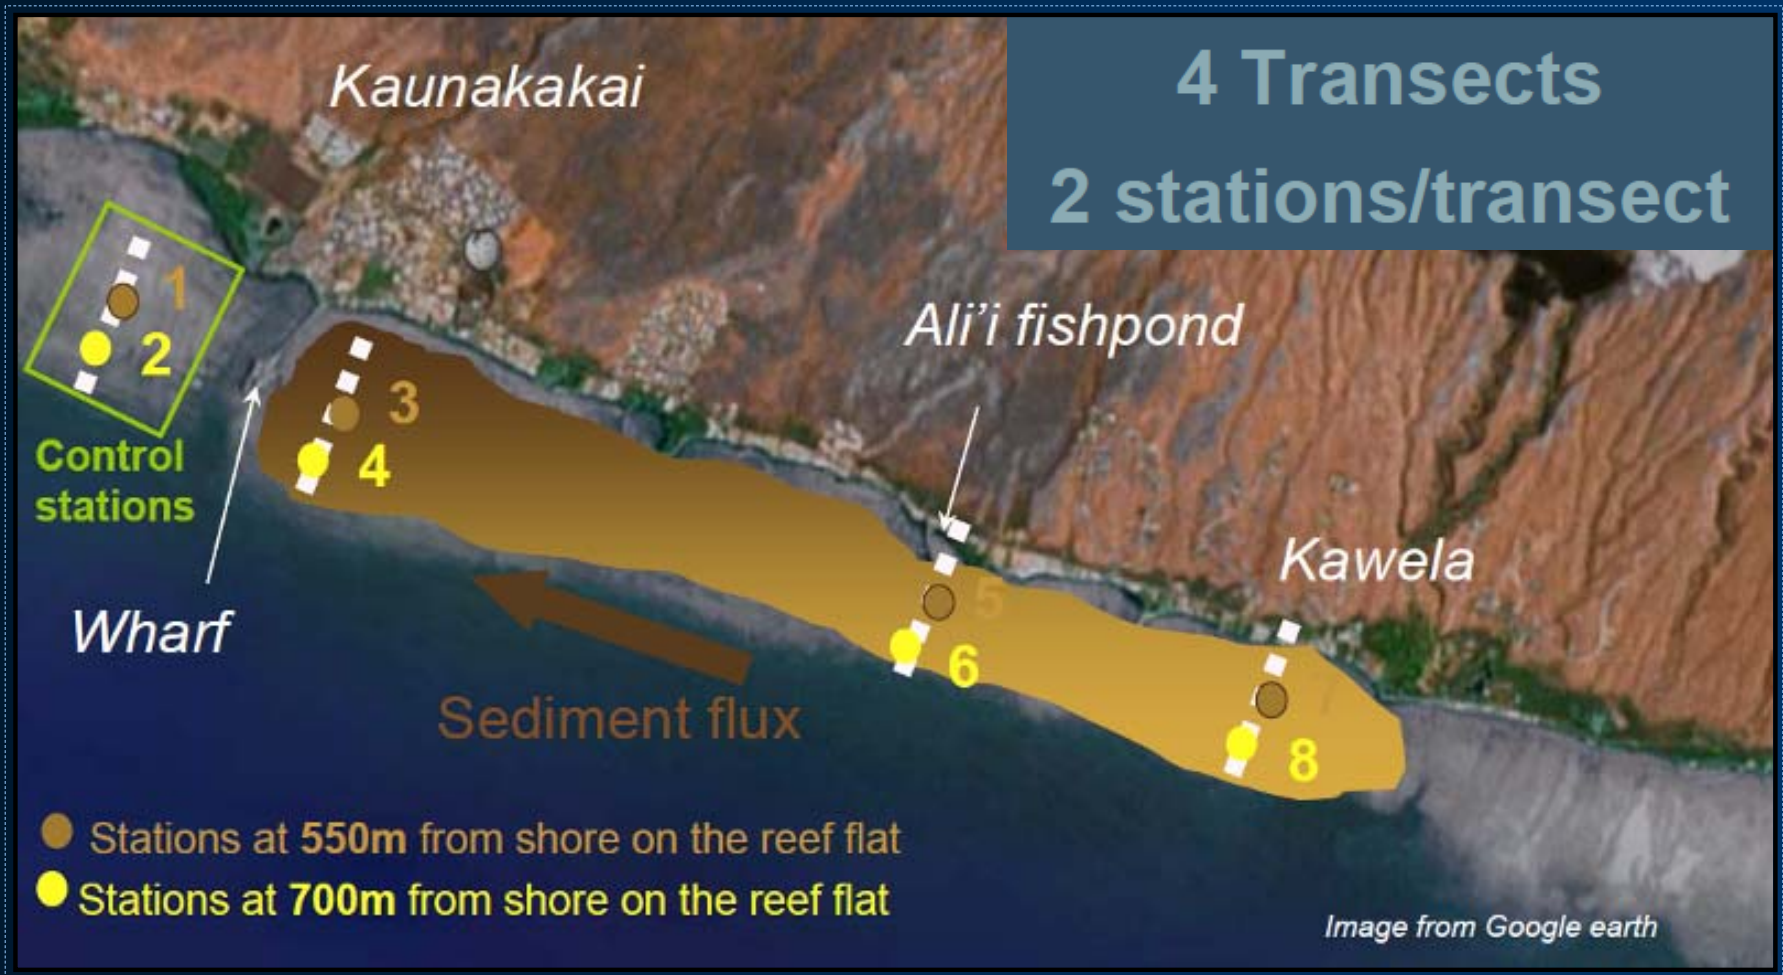 4 Transects
2 stations/transect
Kaunakakai
1
2
Control
stations
Wharf
3
4
Ali'i fishpond
5
6
Kawela
7
8
Sediment flux
Stations at 550m from shore on the reef flat
Stations at 700m from shore on the reef flat
Image from Google earth